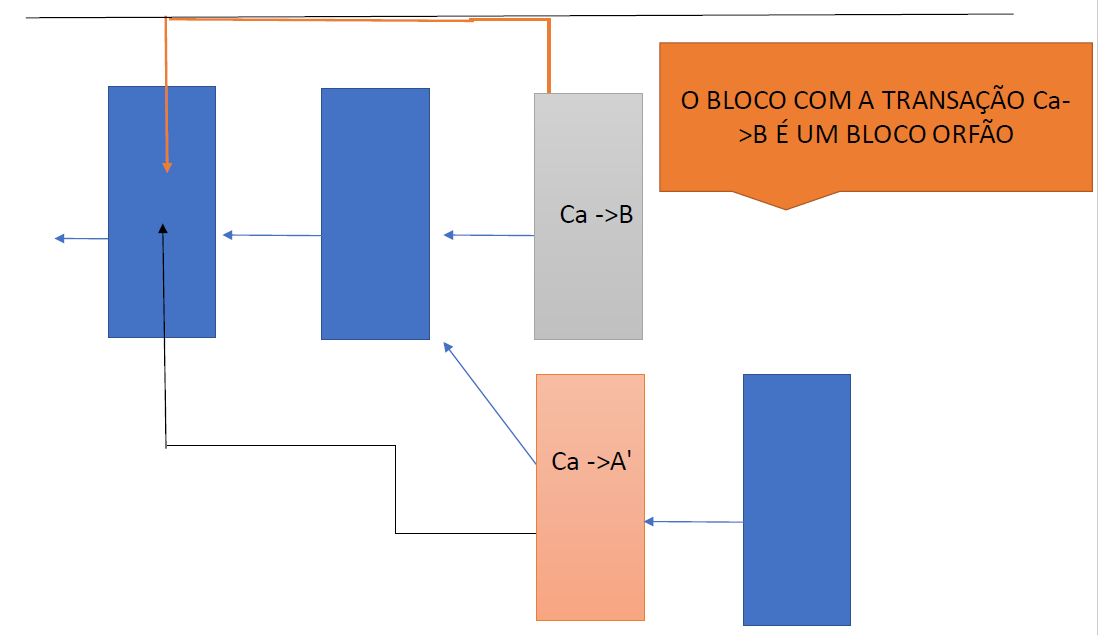 O BLOCO COM A TRANSAÇÃO Ca-
>B É UM BLOCO ORFÃO
Ca ->B
Ca ->A'